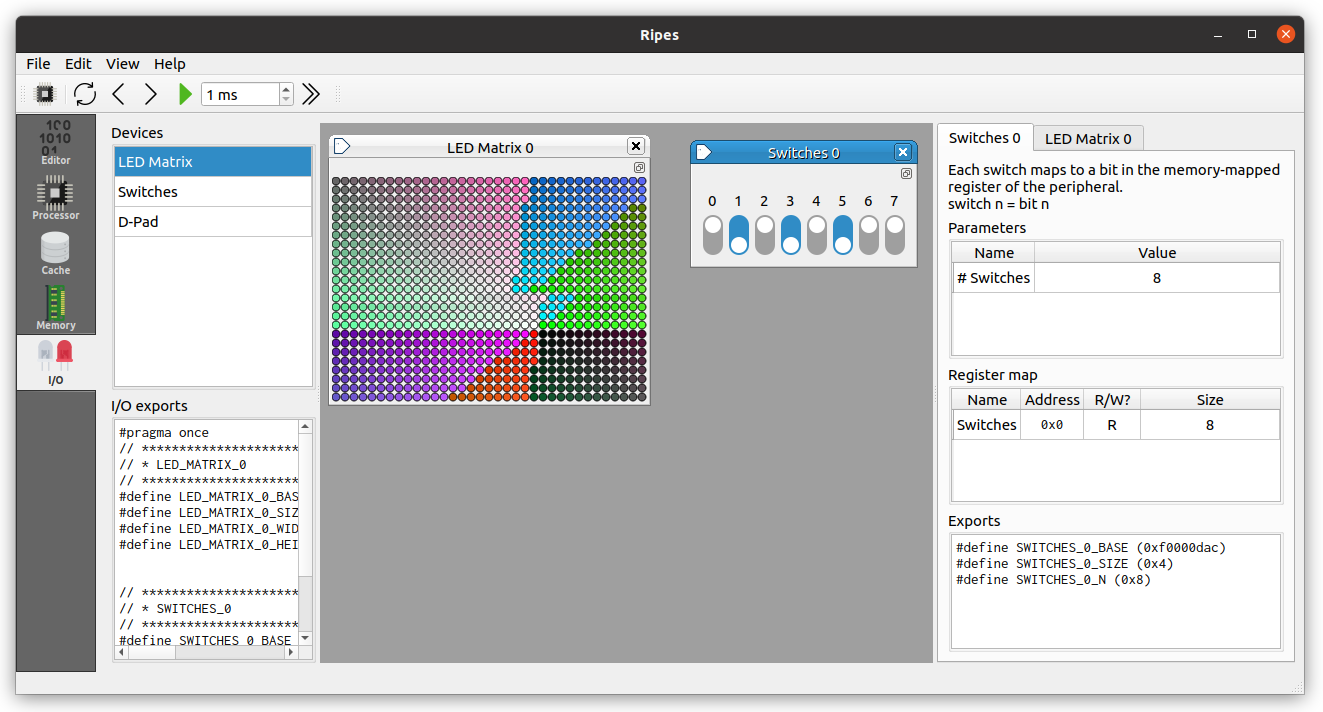 Ripes
File Edit View Help
1 ms
Editor
Processor
Cache
Memory
I/O
Devices
LED Matrix
Switches
D-Pad
I/O exports
#pragma once
// **********************
// * LED_MATRIX_0
// **********************
#define LED_MATRIX_0_BAS
#define LED_MATRIX_0_SIZ
#define LED_MATRIX_0_WID
#define LED_MATRIX_0_HEI
// **********************
// * SWITCHES_0
// **********************
#define SWITCHES_0_BASE
LED Matrix 0
Switches 0
0 1 2 3 4 5 6 7
Switches 0 LED Matrix 0
Each switch maps to a bit in the memory-mapped
register of the peripheral.
switch n = bit n
Parameters
Name Value
# Switches 8
Register map
Name Address R/W? Size
Switches 0x0 R 8
Exports
#define SWITCHES_0_BASE (0xf0000dac)
#define SWITCHES_0_SIZE (0x4)
#define SWITCHES_0_N (0x8)